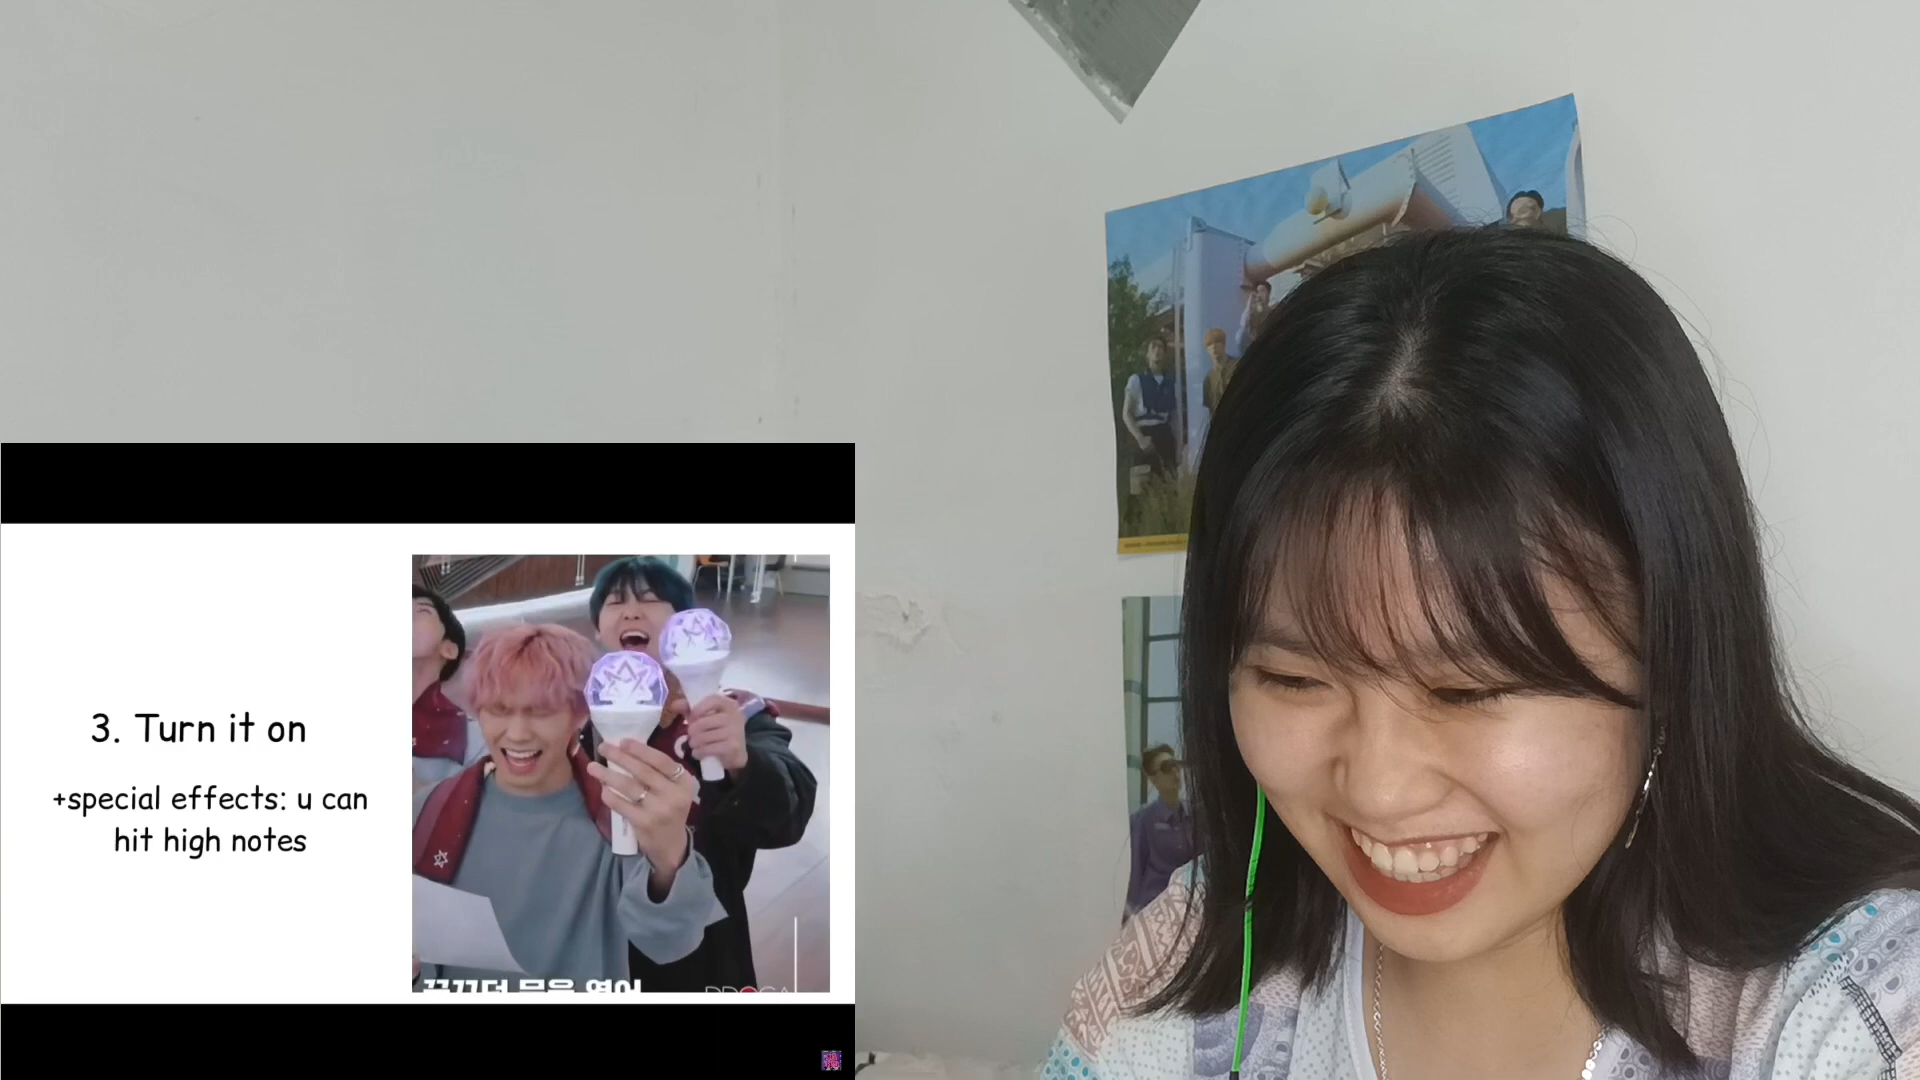 3. Turn it on
+special effects: u can
hit high notes